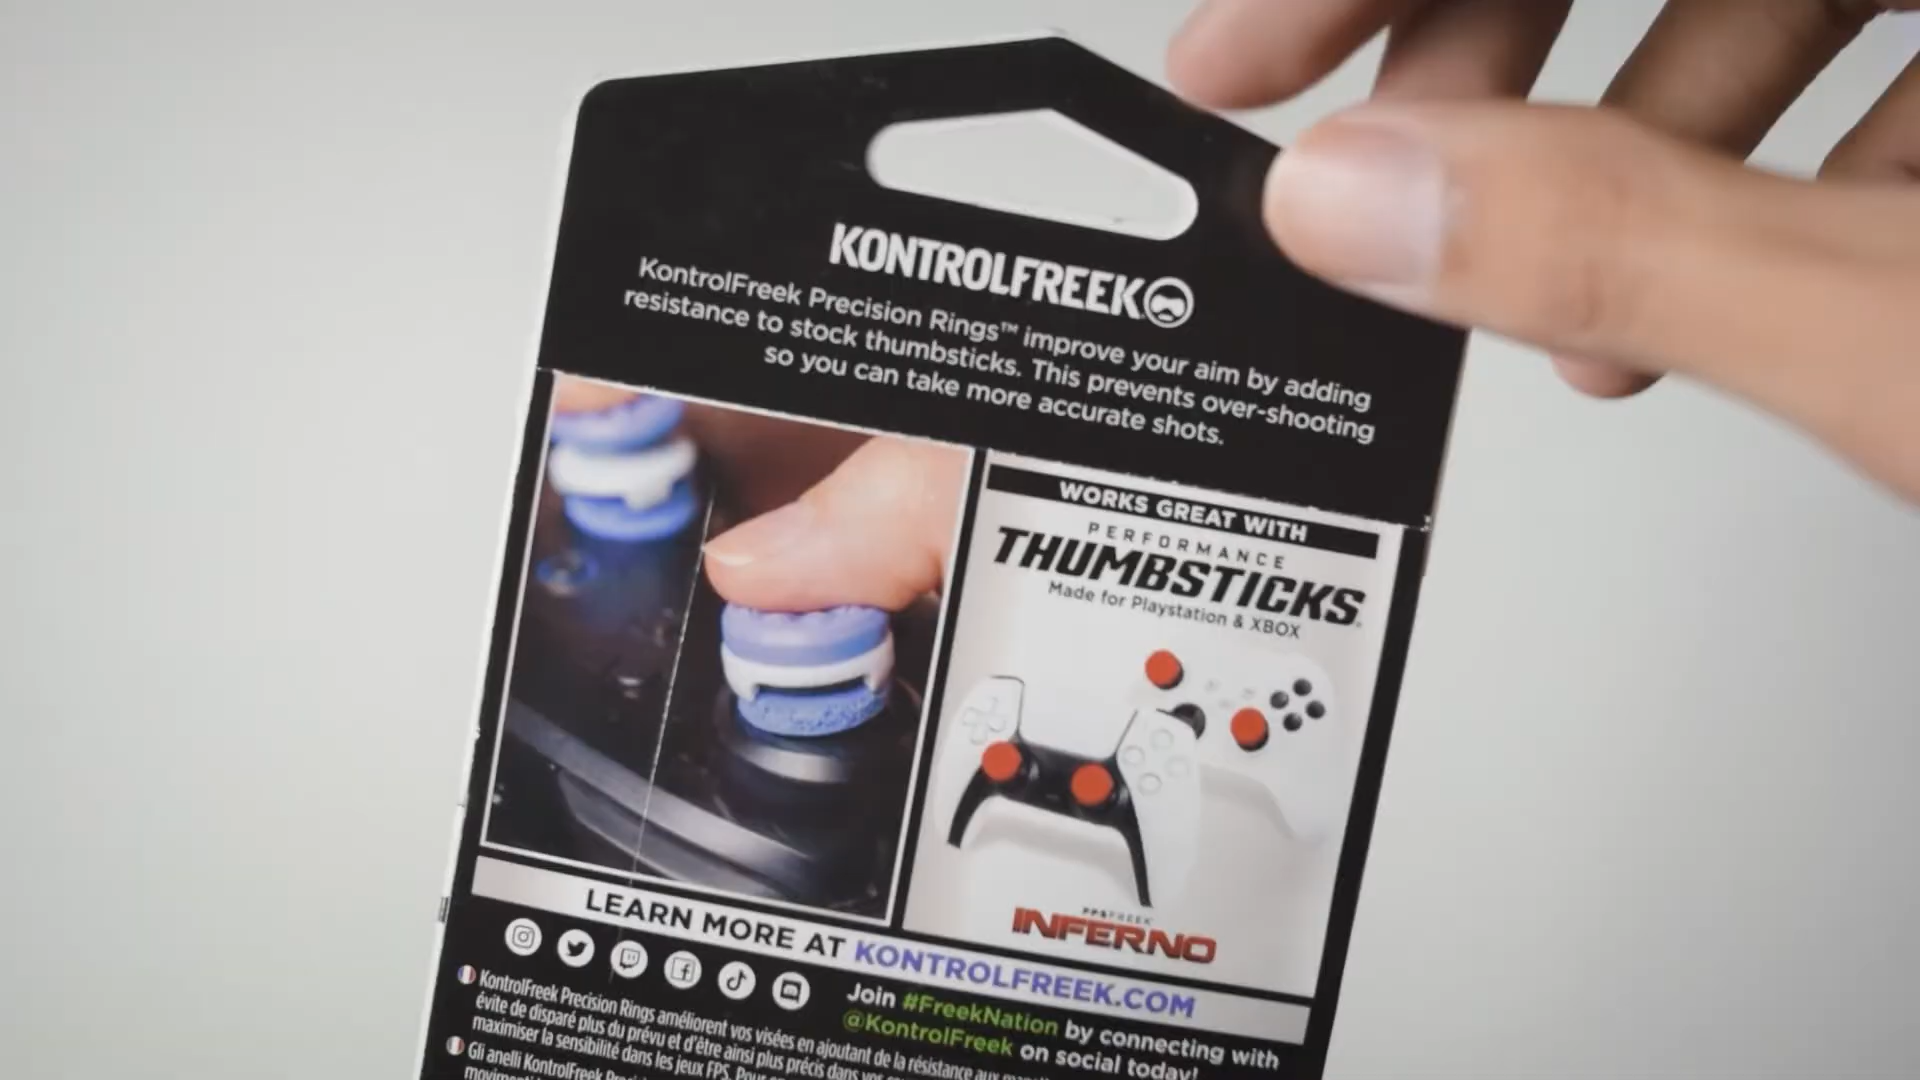 KONTROLFREEK
KontrolFreek Precision Rings™ improve your aim by adding
resistance to stock thumbsticks. This prevents over-shooting
so you can take more accurate shots.
WORKS GREAT WITH
PERFORMANCE
THUMBSTICKS
Made for Playstation & XBOX
FPSFREEK
INFERNO
LEARN MORE AT KONTROLFREEK.COM
Join #FreekNation by connecting with
@KontrolFreek on social today!
KontrolFreek Precision Rings améliorent vos visées en ajoutant de la résistance aux
évite de disparé plus du prévu et d'être ainsi plus précis dans vos
maximiser la sensibilité dans les jeux FPS. Pour
Gli anelli KontrolFreek